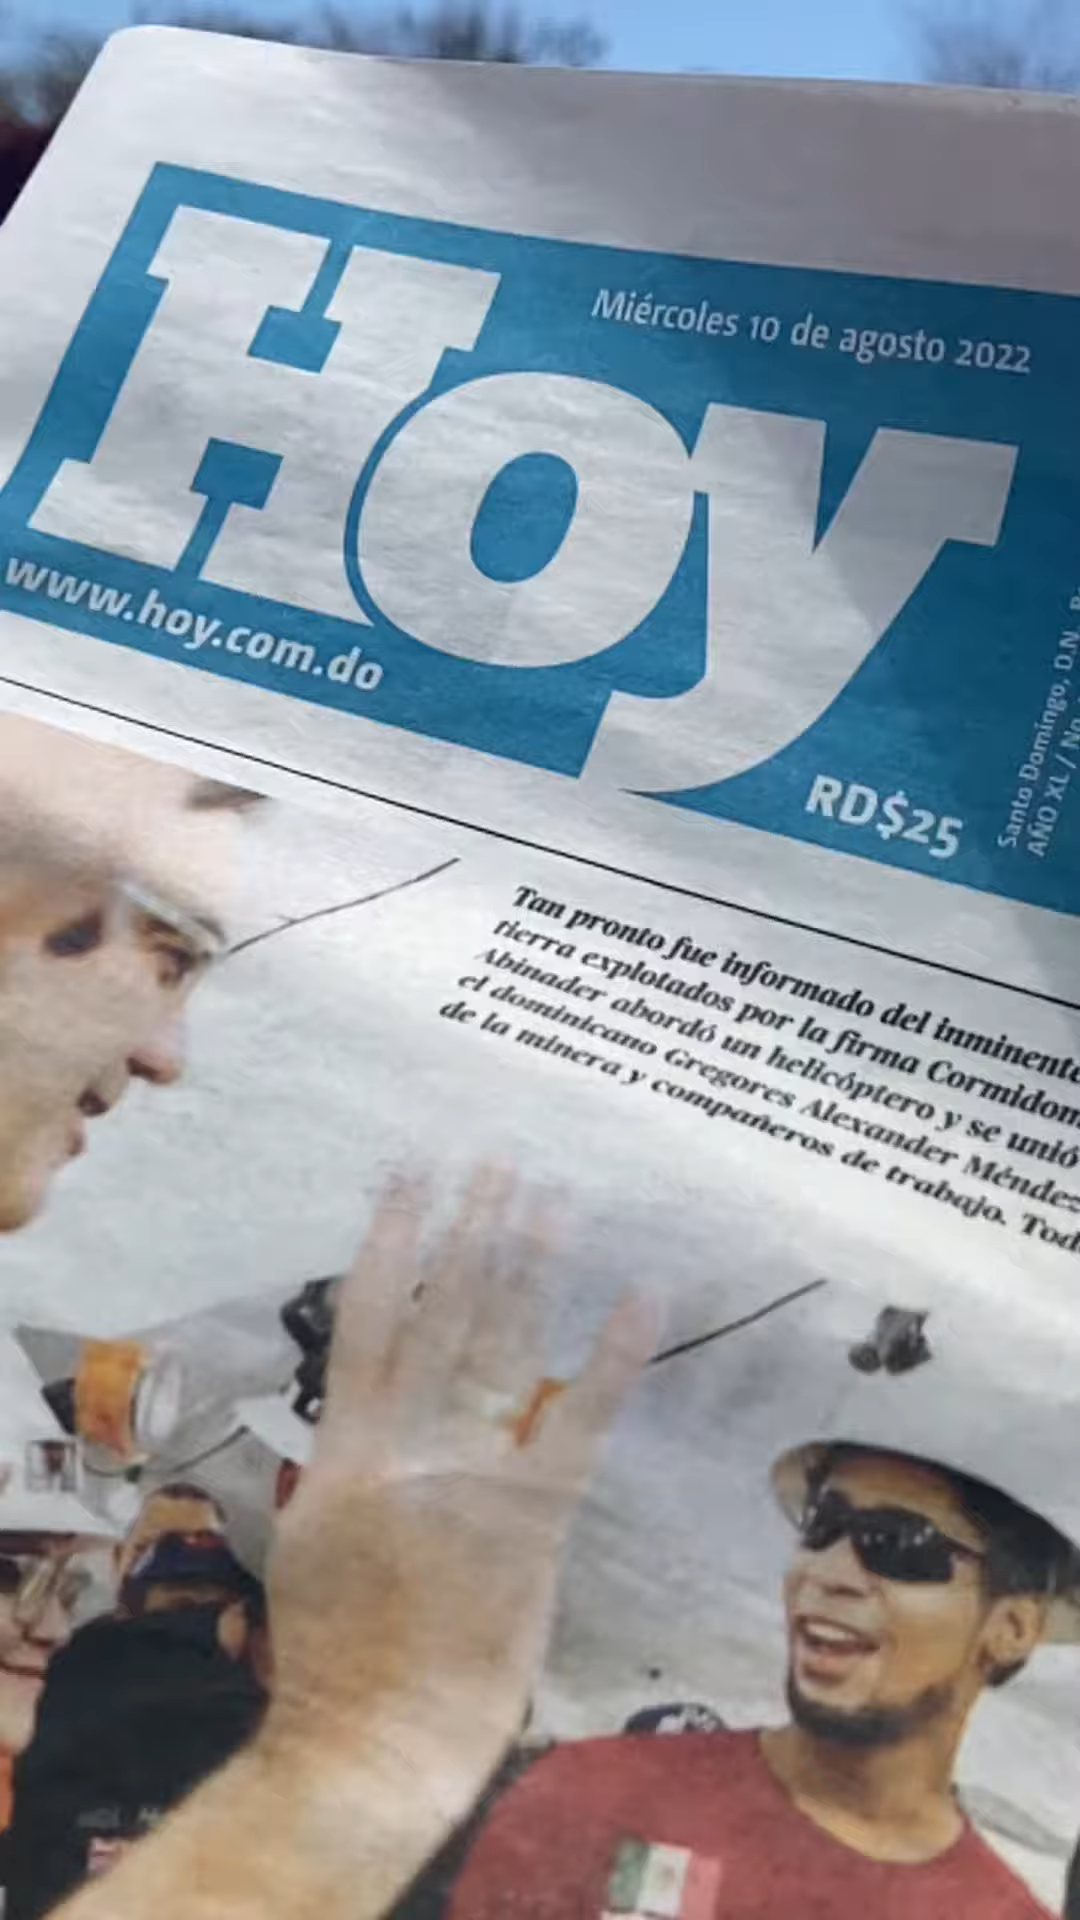 Hoy
Miércoles 10 de agosto 2022
www.hoy.com.do
RD$25
Santo Domingo, D.N.
AÑO XL / No.
Tan pronto fue informado del inminente
tierra explotados por la firma Cormidom
Abinader abordó un helicóptero y se unió
el dominicano Gregores Alexander Méndez
de la minera y compañeros de trabajo. Tod